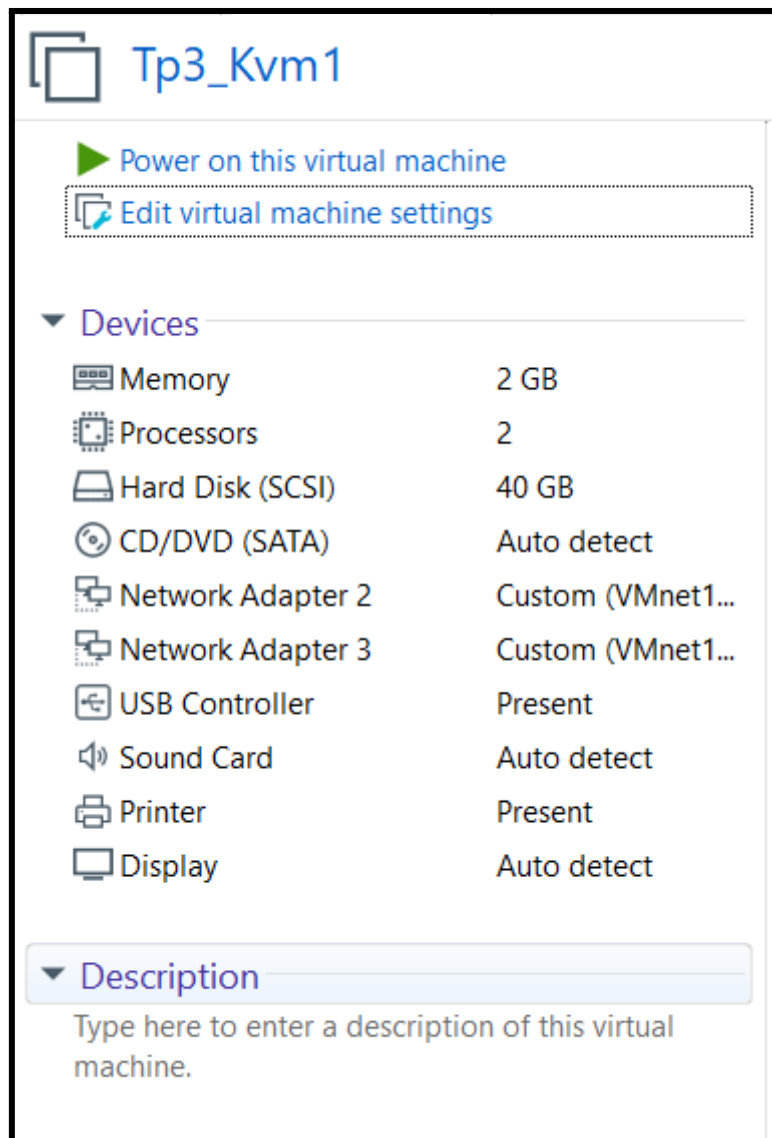 Tp3_Kvm1
Power on this virtual machine
Edit virtual machine settings
Devices
Memory 2 GB
Processors 2
Hard Disk (SCSI) 40 GB
CD/DVD (SATA) Auto detect
Network Adapter 2 Custom (VMnet1...
Network Adapter 3 Custom (VMnet1...
USB Controller Present
Sound Card Auto detect
Printer Present
Display Auto detect
Description
Type here to enter a description of this virtual
machine.